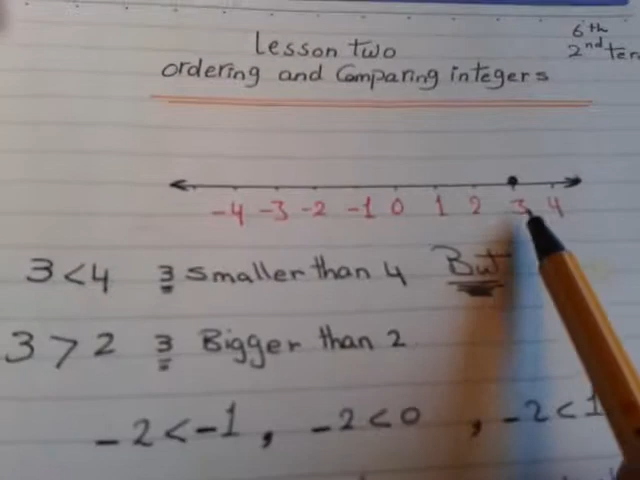 6th
2nd
Lesson two
ordering and Comparing integers
-4 -3 -2 -1 0 1 2 3 4
3 < 4 3 smaller than 4 But
3 > 2 3 Bigger than 2
-2 < -1 , -2 < 0 , -2 < 1